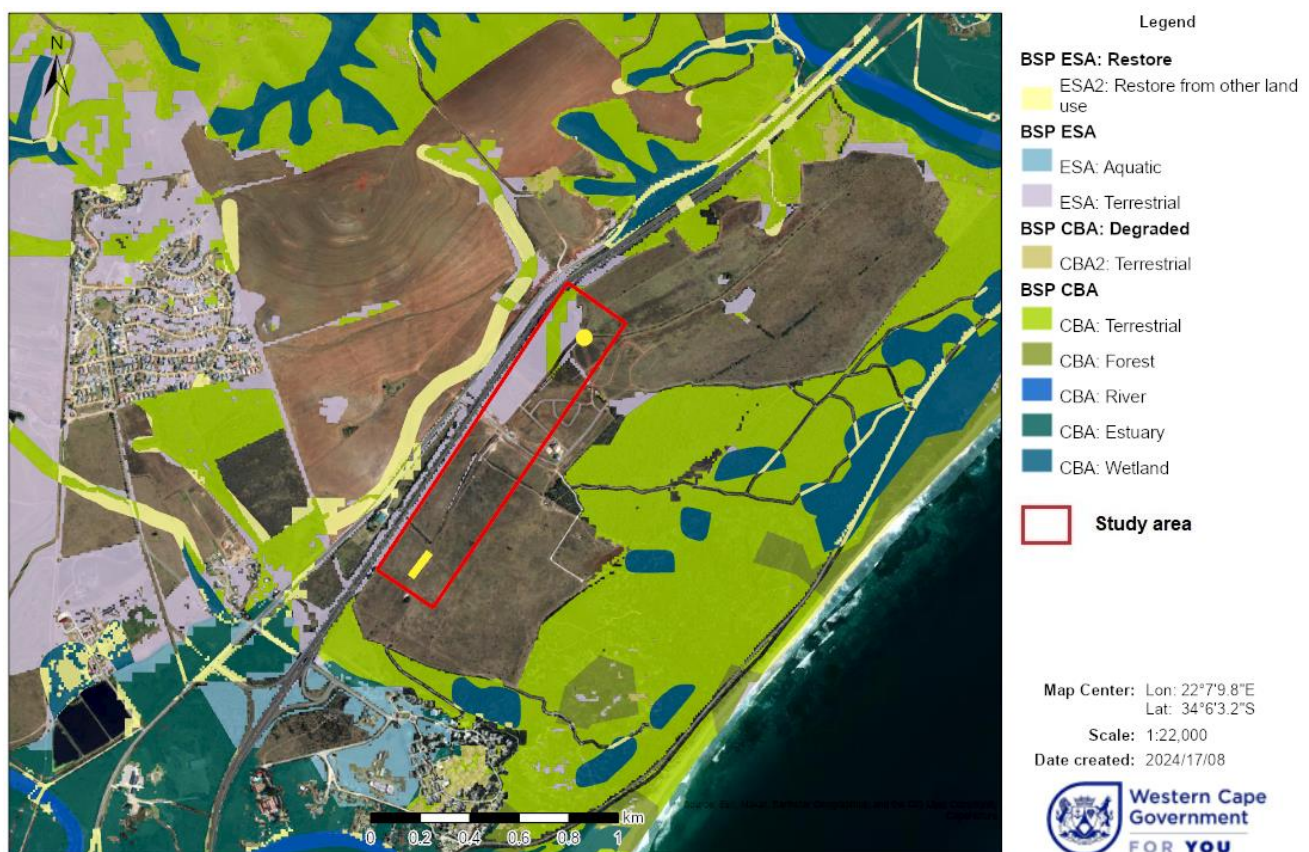 N
0 0.2 0.4 0.6 0.8 1
km
Legend
BSP ESA: Restore
ESA2: Restore from other land
use
BSP ESA
ESA: Aquatic
ESA: Terrestrial
BSP CBA: Degraded
CBA2: Terrestrial
BSP CBA
CBA: Terrestrial
CBA: Forest
CBA: River
CBA: Estuary
CBA: Wetland
Study area
Map Center: Lon: 22°7'9.8"E
Lat: 34°6'3.2"S
Scale: 1:22,000
Date created: 2024/17/08
Western Cape
Government
FOR YOU